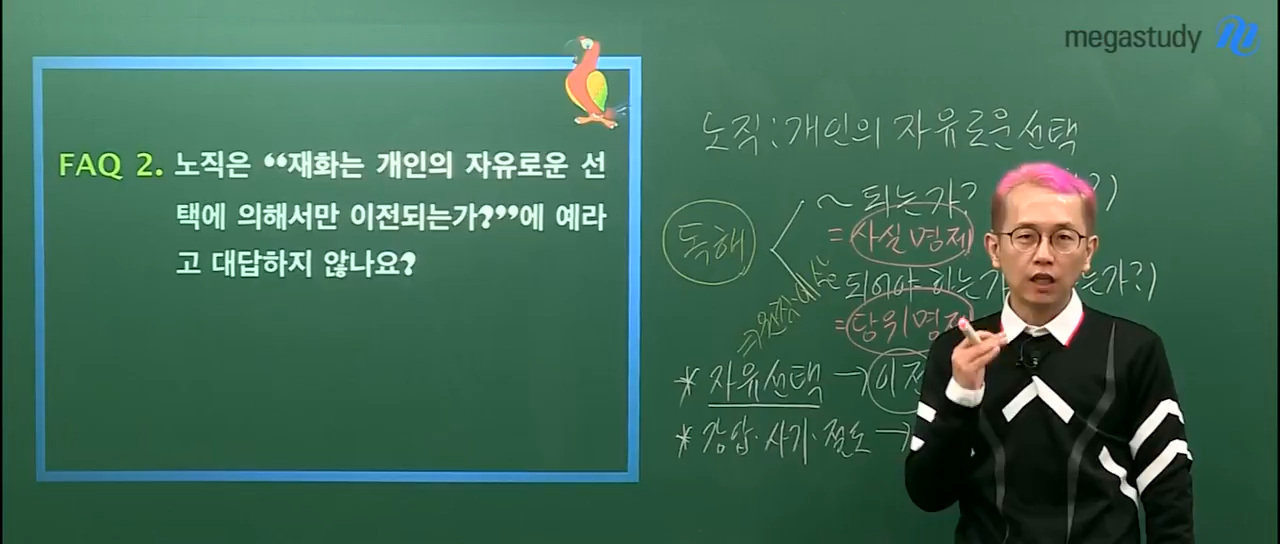 megastudy
FAQ 2. 노직은 “재화는 개인의 자유로운 선
택에 의해서만 이전되는가?”에 예라
고 대답하지 않나요?
노직:개인의 자유로운선택
독해
~ 되는가? ?)
=사실명제
되어야 하는가 는가?)
=당위명제
* 자유선택 →이전
* 강압·사기·절도 →